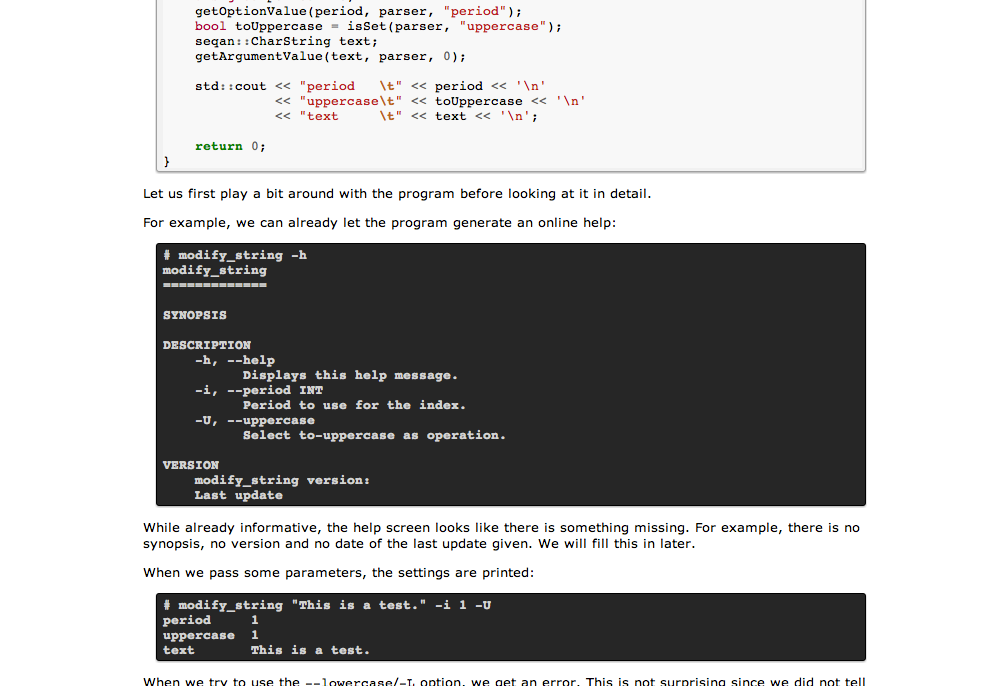 getOptionValue(period, parser, "period");
bool toUppercase = isSet(parser, "uppercase");
seqan::CharString text;
getArgumentValue(text, parser, 0);
std::cout << "period   \t" << period << '\n'
<< "uppercase\t" << toUppercase << '\n'
<< "text     \t" << text << '\n';
return 0;
}
Let us first play a bit around with the program before looking at it in detail.
For example, we can already let the program generate an online help:
# modify_string -h
modify_string
=============
SYNOPSIS
DESCRIPTION
-h, --help
Displays this help message.
-i, --period INT
Period to use for the index.
-U, --uppercase
Select to-uppercase as operation.
VERSION
modify_string version:
Last update
While already informative, the help screen looks like there is something missing. For example, there is no
synopsis, no version and no date of the last update given. We will fill this in later.
When we pass some parameters, the settings are printed:
# modify_string "This is a test." -i 1 -U
period     1
uppercase  1
text       This is a test.
When we try to use the --lowercase/-L option, we get an error. This is not surprising since we did not tell